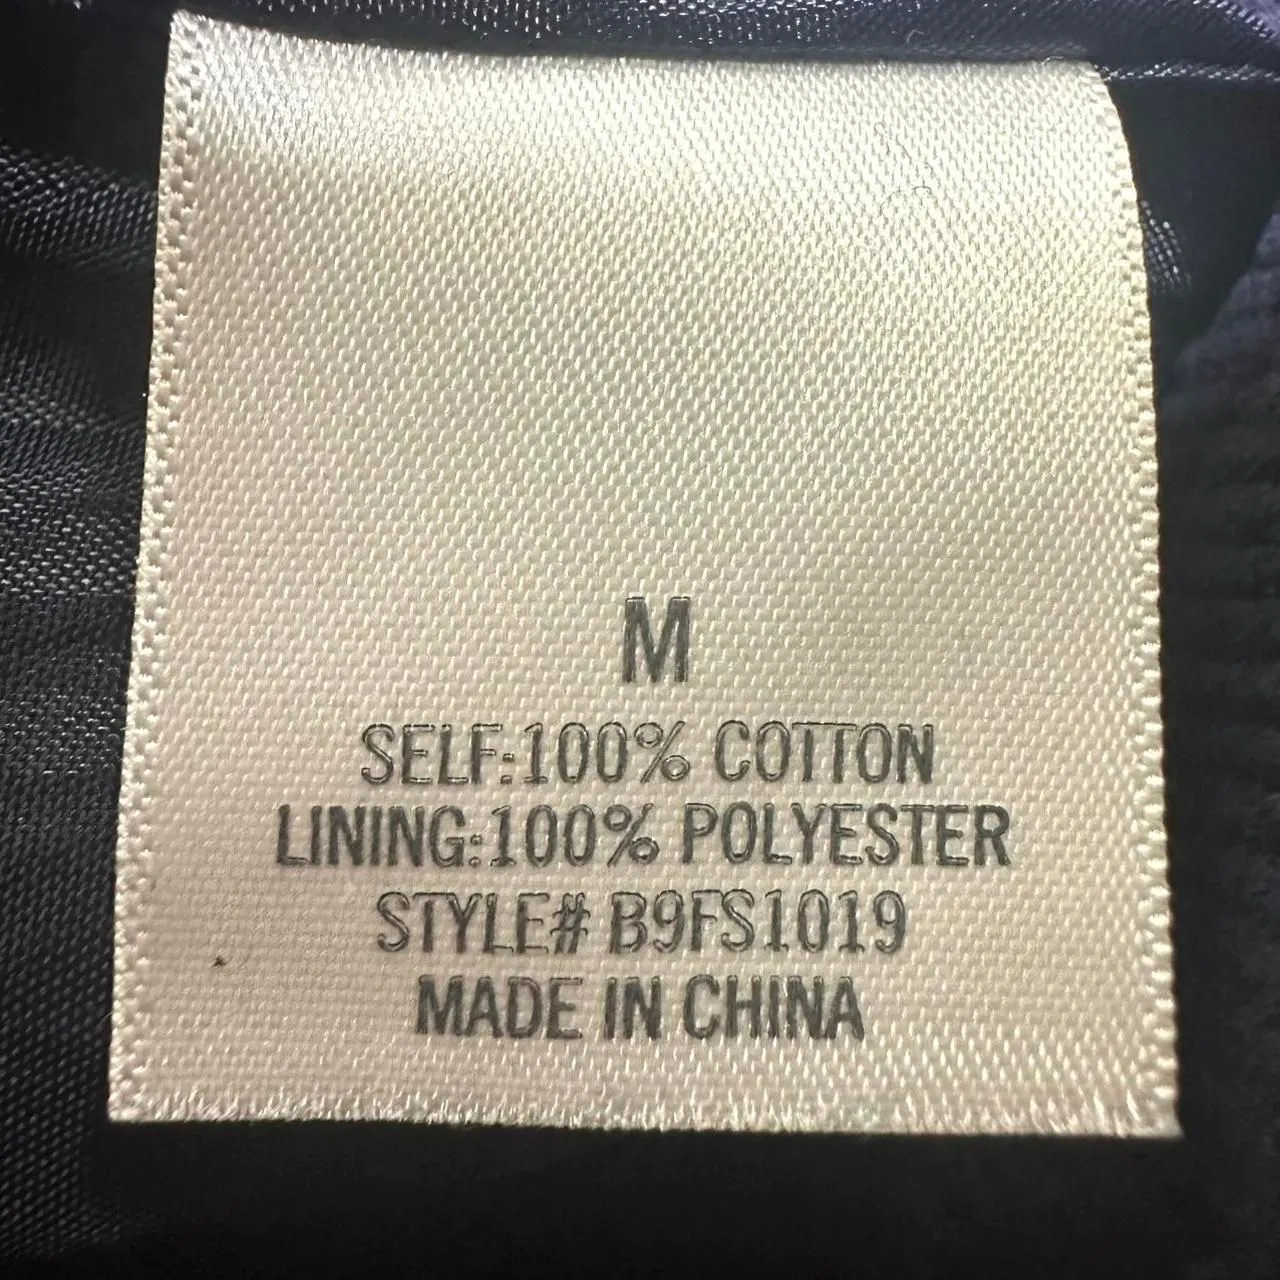 M
SELF:100% COTTON
LINING:100% POLYESTER
STYLE# B9FS1019
MADE IN CHINA